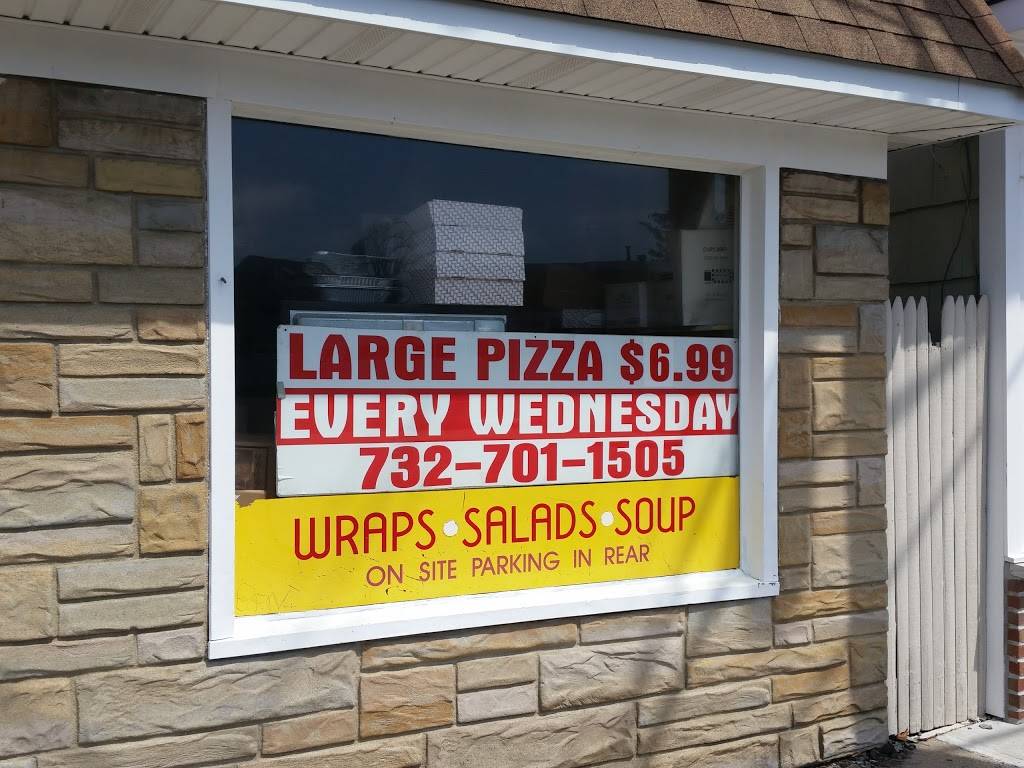 LARGE PIZZA $6.99
EVERY WEDNESDAY
732-701-1505
WRAPS • SALADS • SOUP
ON SITE PARKING IN REAR